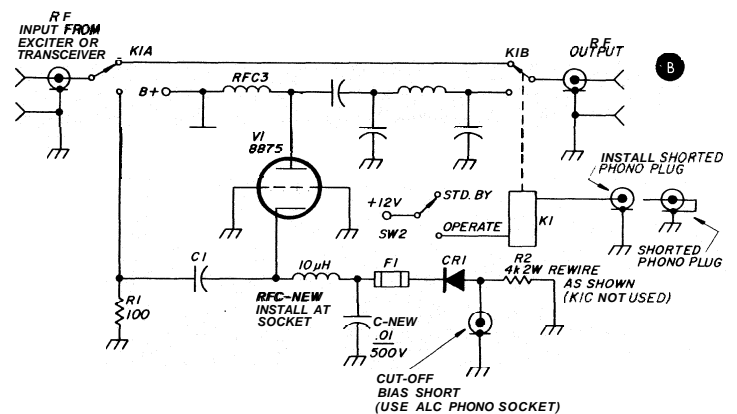 RF
INPUT FROM
EXCITER OR
TRANSCEIVER
K1A
K1B
RF
OUTPUT
B
B+
RFC3
V1
8875
INSTALL SHORTED
PHONO PLUG
+12V
STD. BY
SW2
OPERATE
K1
SHORTED
PHONO PLUG
C1
10µH
F1
CR1
R2
4k 2W REWIRE
AS SHOWN
(K1C NOT USED)
RFC-NEW
INSTALL AT
SOCKET
R1
100
C-NEW
.01
500V
CUT-OFF
BIAS SHORT
(USE ALC PHONO SOCKET)